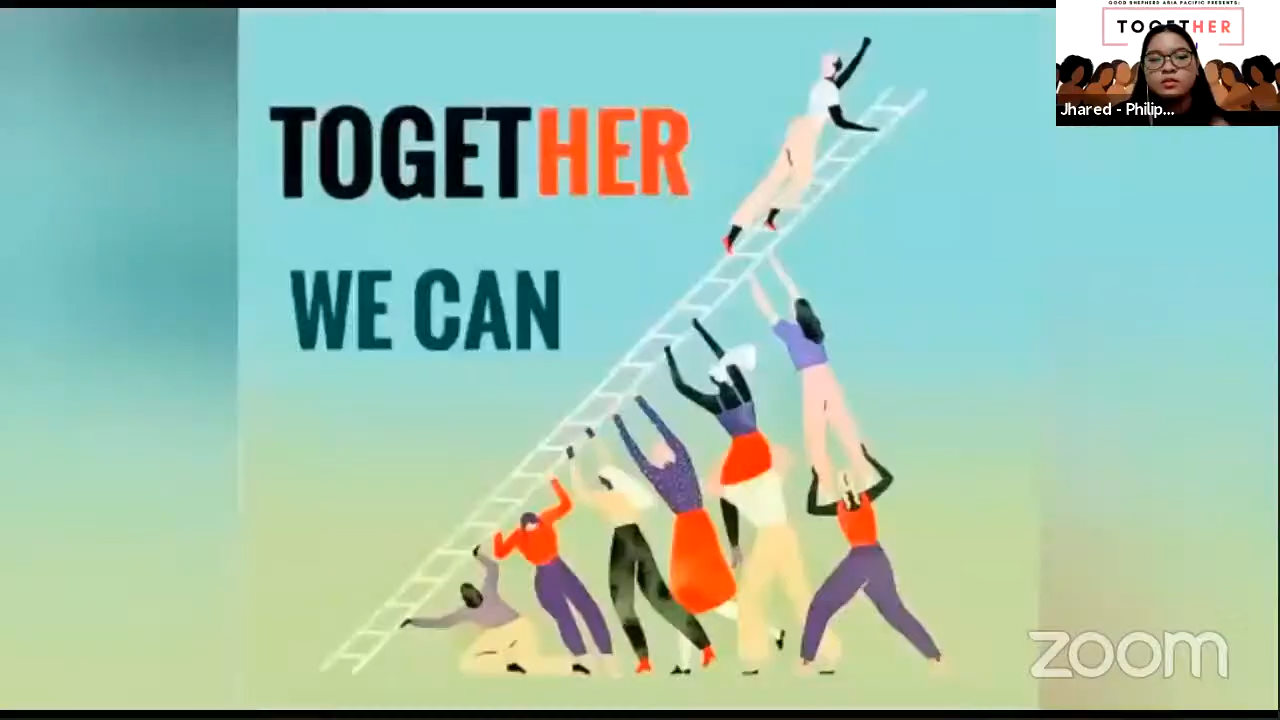 TOGETHER
WE CAN
GOOD SHEPHERD ASIA PACIFIC PRESENTS:
TOGETHER
Jhared - Philip...
zoom